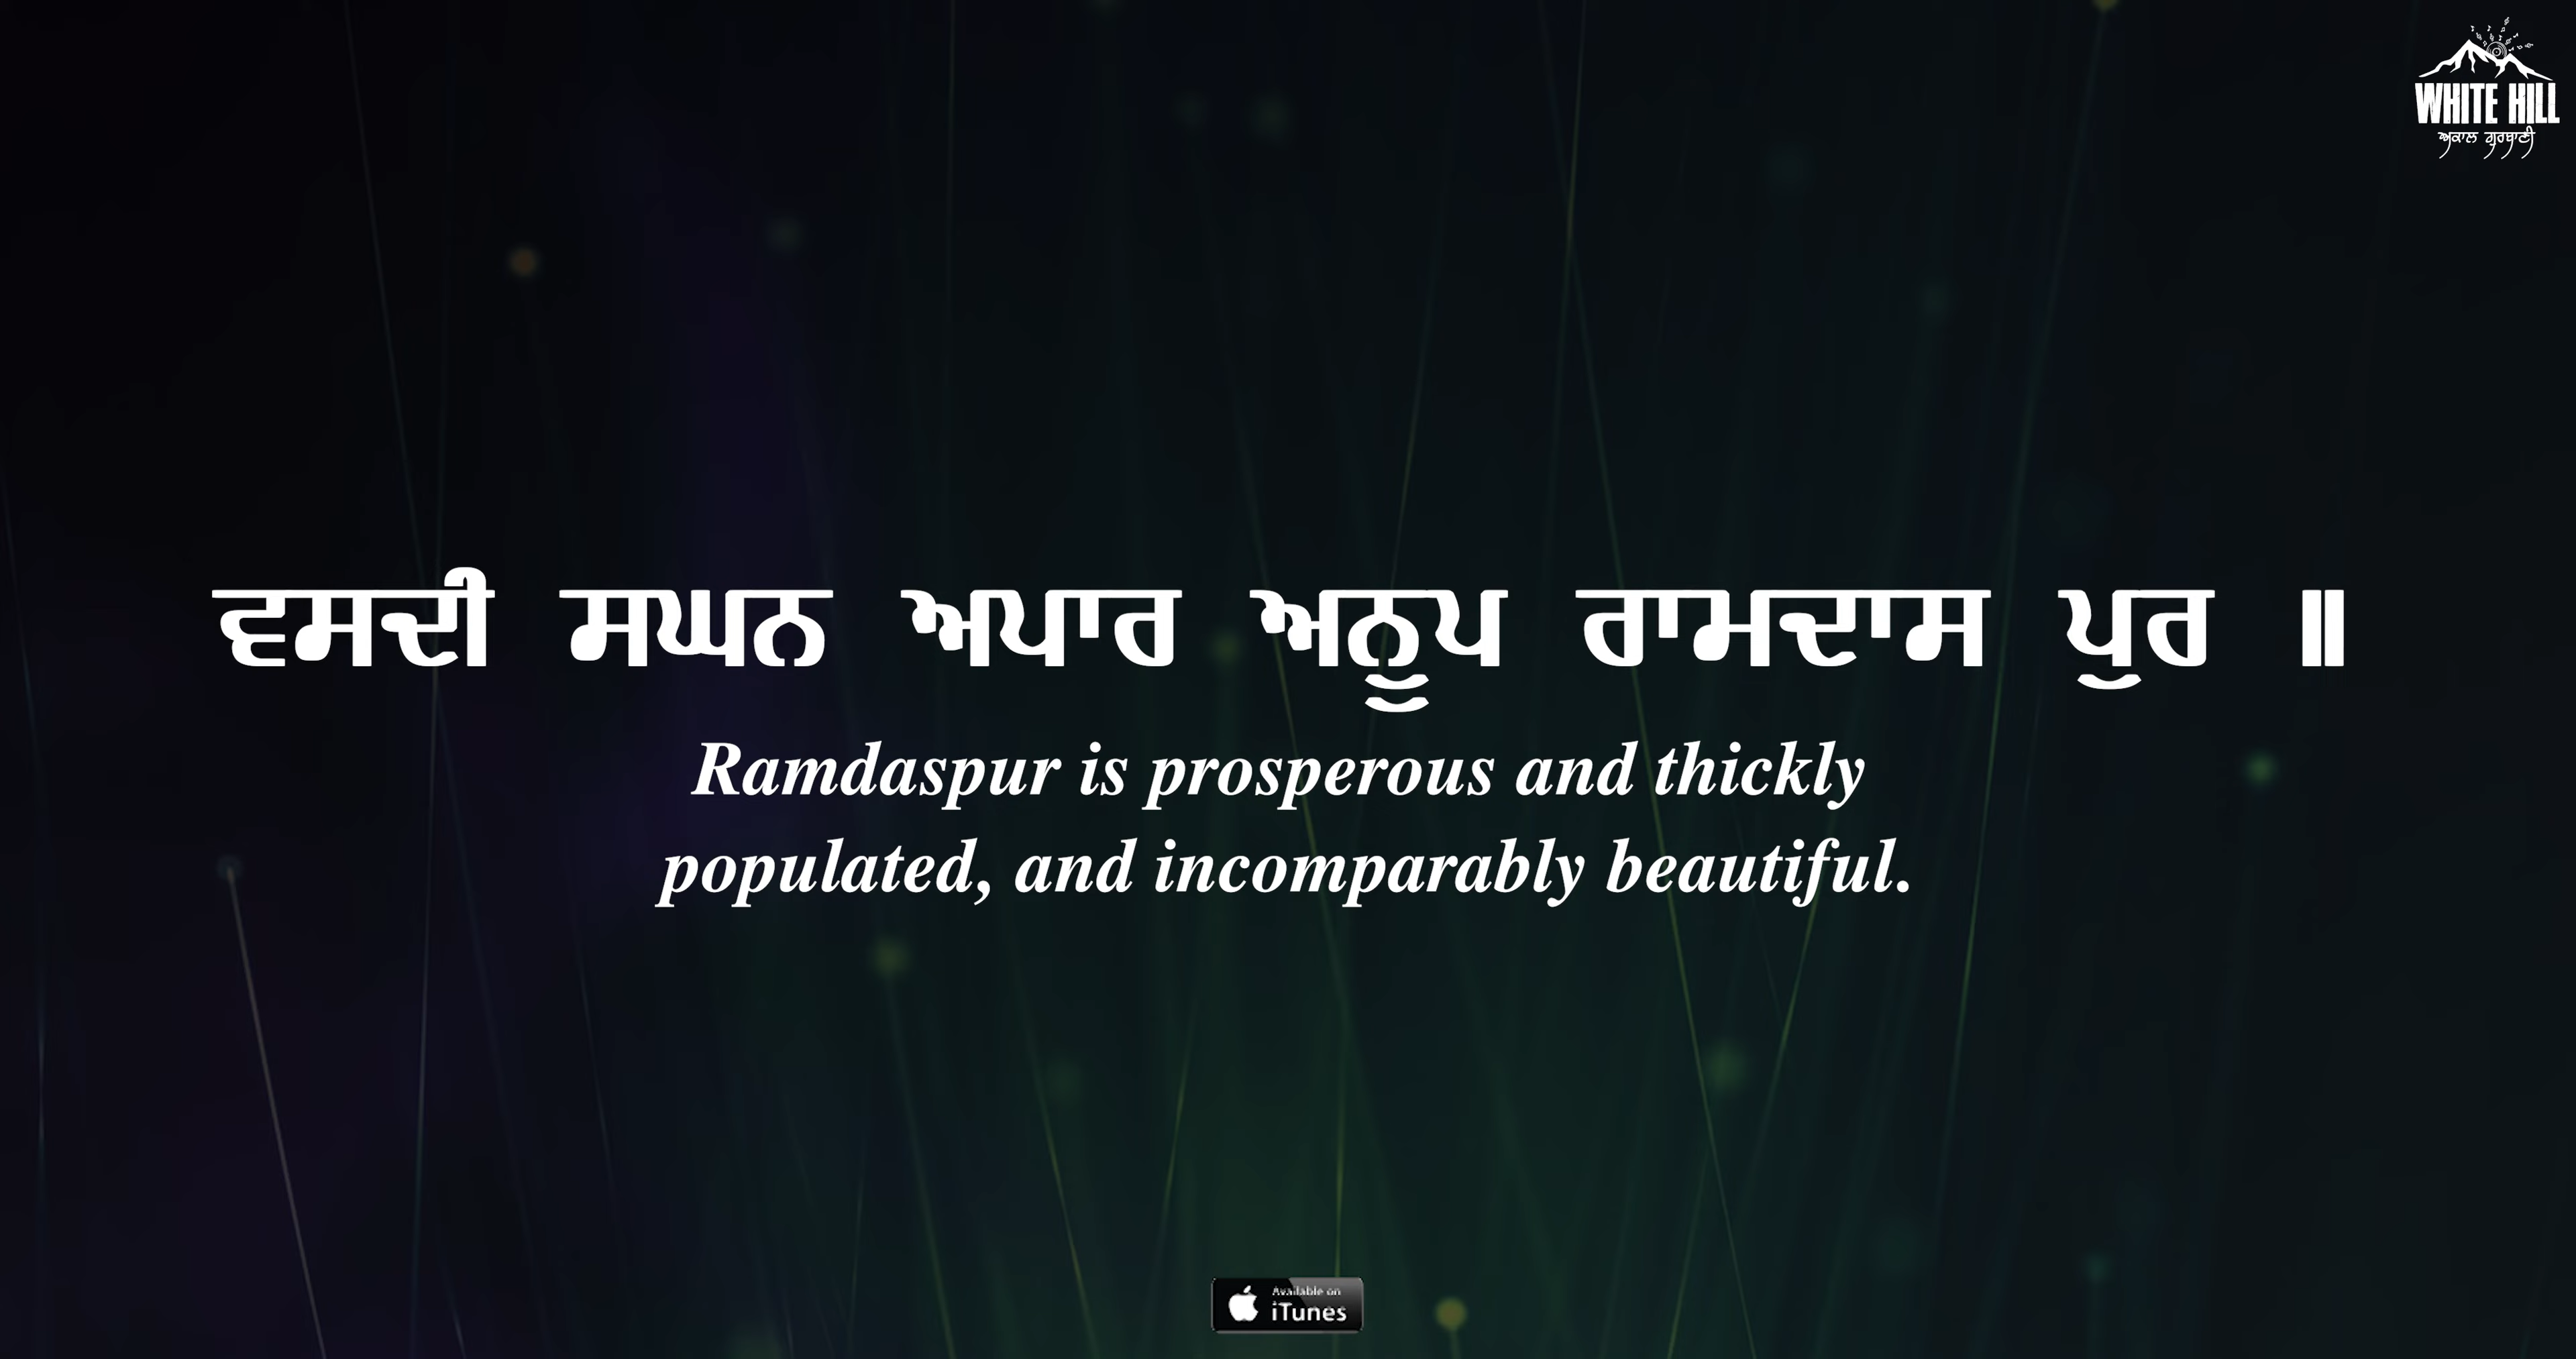 WHITE HILL
ਅਕਾਲ ਗੁਰਬਾਣੀ
ਵਸਦੀ ਸਘਨ ਅਪਾਰ ਅਨੂਪ ਰਾਮਦਾਸ ਪੁਰ ॥
Ramdaspur is prosperous and thickly
populated, and incomparably beautiful.
Available on
iTunes